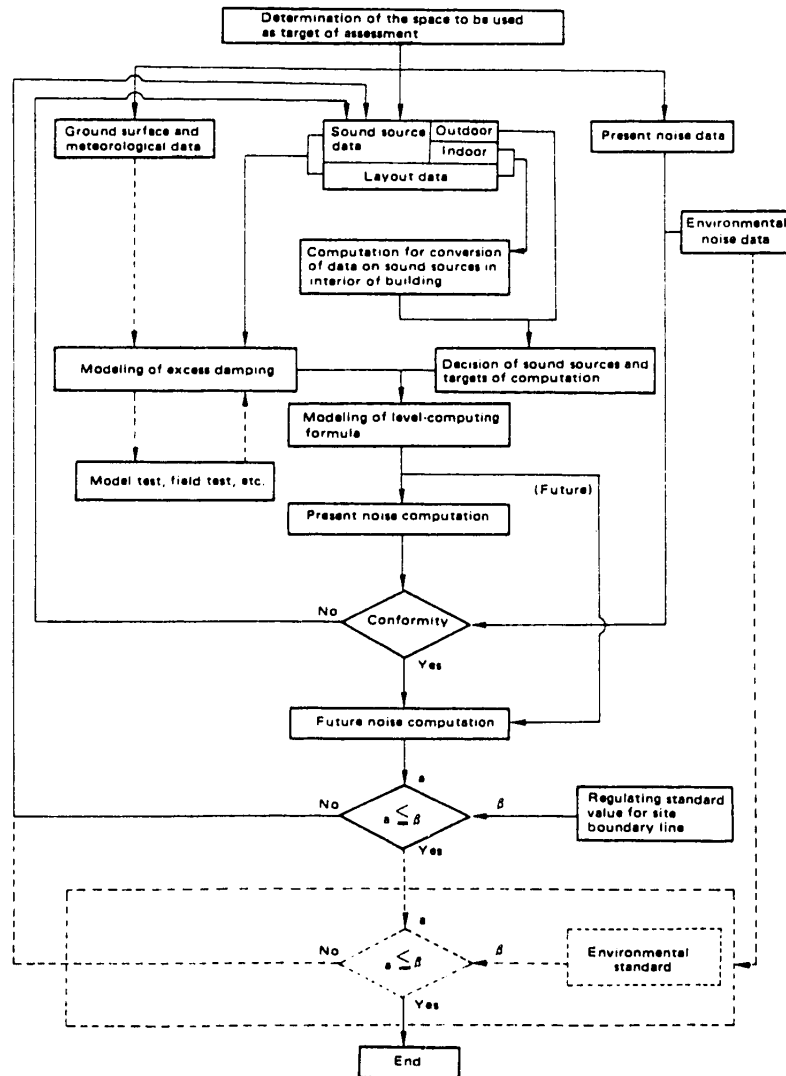 Determination of the space to be used
as target of assessment
Ground surface and
meteorological data
Sound source
data
Outdoor
Indoor
Layout data
Present noise data
Environmental
noise data
Computation for conversion
of data on sound sources in
interior of building
Modeling of excess damping
Decision of sound sources and
targets of computation
Modelling of level-computing
formula
Model test, field test, etc.
(Future)
Present noise computation
No
Conformity
Yes
Future noise computation
a
No
a ≦ β
β
Regulating standard
value for site
boundary line
Yes
a
No
a ≦ β
β
Environmental
standard
Yes
End